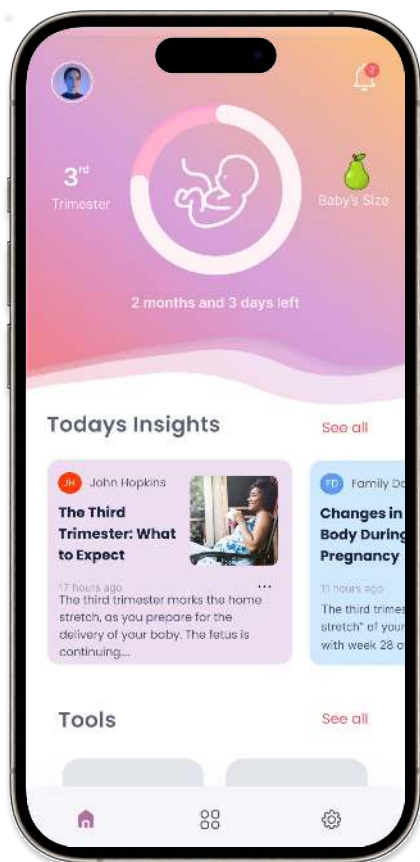 2
3rd
Trimester
Baby's Size
2 months and 3 days left
Todays Insights
See all
JH
John Hopkins
The Third
Trimester: What
to Expect
17 hours ago
...
The third trimester marks the home
stretch, as you prepare for the
delivery of your baby. The fetus is
continuing....
FD
Family Do
Changes in
Body During
Pregnancy
11 hours ago
The third trimes
stretch" of your
with week 28 o
Tools
See all